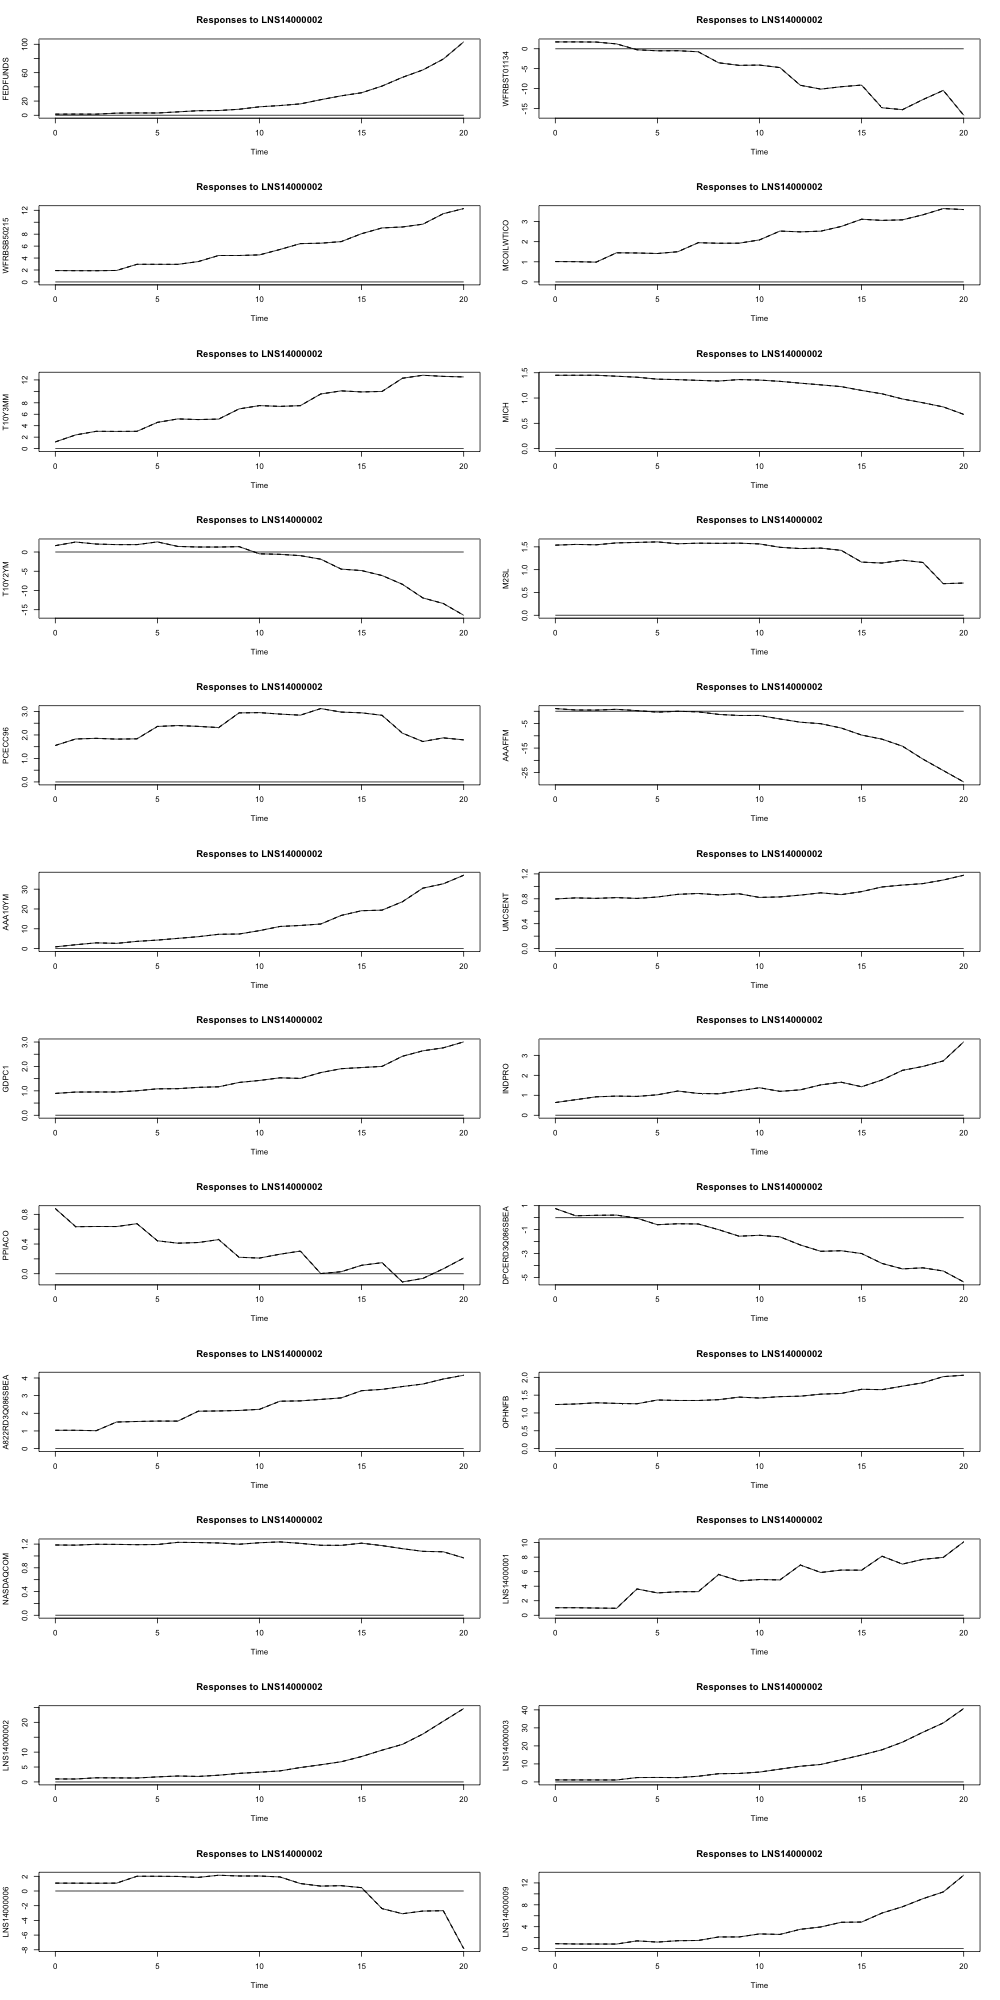 Responses to LNS14000002
FEDFUNDS
100 60 20 0
0 5 10 15 20
Time
Responses to LNS14000002
WFRBST01134
0 -5 -10 -15
0 5 10 15 20
Time
Responses to LNS14000002
WFRBSB50215
12 8 6 4 2 0
0 5 10 15 20
Time
Responses to LNS14000002
MCOILWTICO
3 2 1 0
0 5 10 15 20
Time
Responses to LNS14000002
T10Y3MM
12 8 6 4 2 0
0 5 10 15 20
Time
Responses to LNS14000002
MICH
1.5 1.0 0.5 0.0
0 5 10 15 20
Time
Responses to LNS14000002
T10Y2YM
0 -5 -10 -15
0 5 10 15 20
Time
Responses to LNS14000002
M2SL
1.5 1.0 0.5 0.0
0 5 10 15 20
Time
Responses to LNS14000002
PCECC96
3.0 2.0 1.0 0.0
0 5 10 15 20
Time
Responses to LNS14000002
AAAFFM
-5 -15 -25
0 5 10 15 20
Time
Responses to LNS14000002
AAA10YM
30 20 10 0
0 5 10 15 20
Time
Responses to LNS14000002
UMCSENT
1.2 0.8 0.4 0.0
0 5 10 15 20
Time
Responses to LNS14000002
GDPC1
3.0 2.0 1.0 0.0
0 5 10 15 20
Time
Responses to LNS14000002
INDPRO
3 2 1 0
0 5 10 15 20
Time
Responses to LNS14000002
PPIACO
0.8 0.4 0.0
0 5 10 15 20
Time
Responses to LNS14000002
DPCERD3Q086SBEA
1 -1 -3 -5
0 5 10 15 20
Time
Responses to LNS14000002
A822RD3Q086SBEA
4 3 2 1 0
0 5 10 15 20
Time
Responses to LNS14000002
OPHNFB
2.0 1.5 1.0 0.5 0.0
0 5 10 15 20
Time
Responses to LNS14000002
NASDAQCOM
1.2 0.8 0.4 0.0
0 5 10 15 20
Time
Responses to LNS14000002
LNS14000001
10 8 6 4 2 0
0 5 10 15 20
Time
Responses to LNS14000002
LNS14000002
20 10 5 0
0 5 10 15 20
Time
Responses to LNS14000002
LNS14000003
40 30 20 10 0
0 5 10 15 20
Time
Responses to LNS14000002
LNS14000006
2 0 -2 -4 -6 -8
0 5 10 15 20
Time
Responses to LNS14000002
LNS14000009
12 8 4 0
0 5 10 15 20
Time